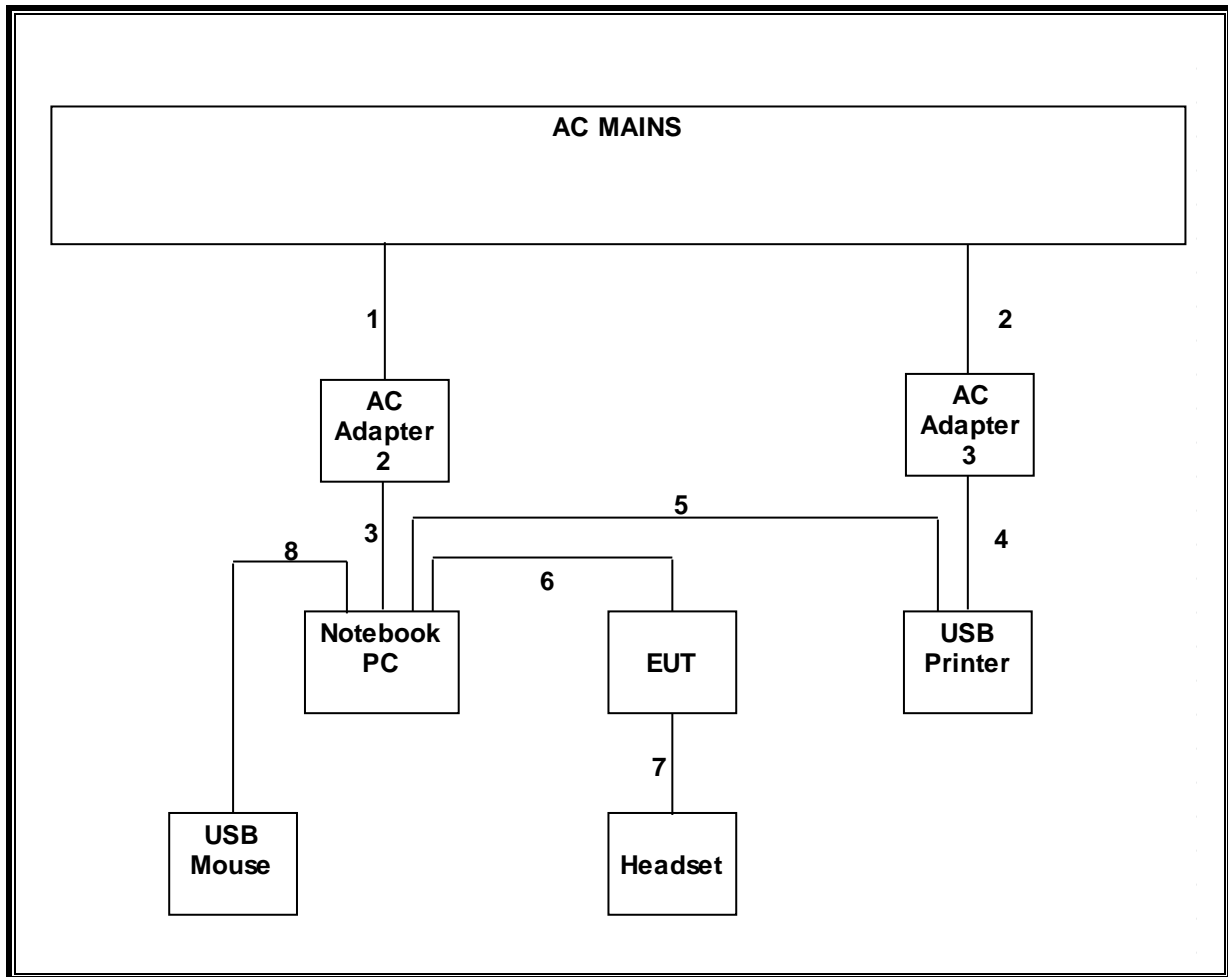 AC MAINS
1
2
AC
Adapter
2
AC
Adapter
3
5
3
4
8
6
Notebook
PC
EUT
USB
Printer
7
USB
Mouse
Headset